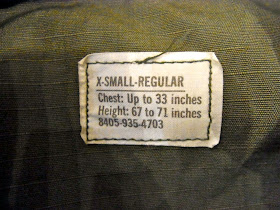 X-SMALL-REGULAR
Chest: Up to 33 inches
Height: 67 to 71 inches
8405-935-4703